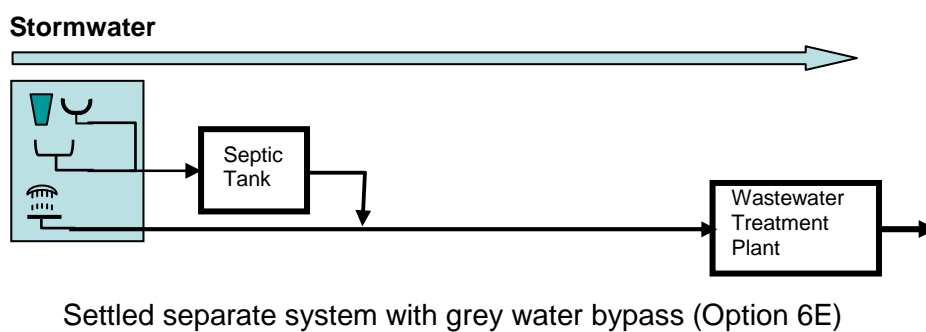 Stormwater
Septic
Tank
Wastewater
Treatment
Plant
Settled separate system with grey water bypass (Option 6E)